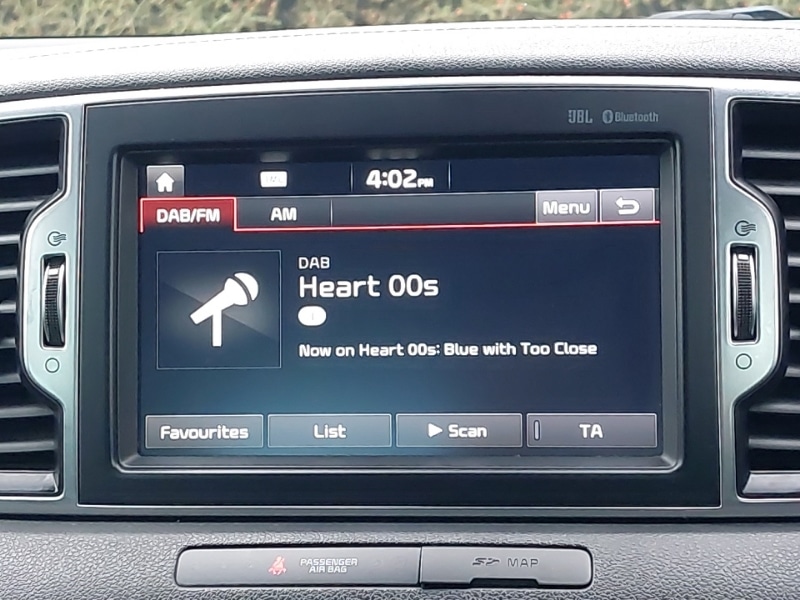 JBL Bluetooth
4:02PM
DAB/FM AM Menu
DAB
Heart 00s
Now on Heart 00s: Blue with Too Close
Favourites List Scan TA
PASSENGER
AIR BAG
SD MAP